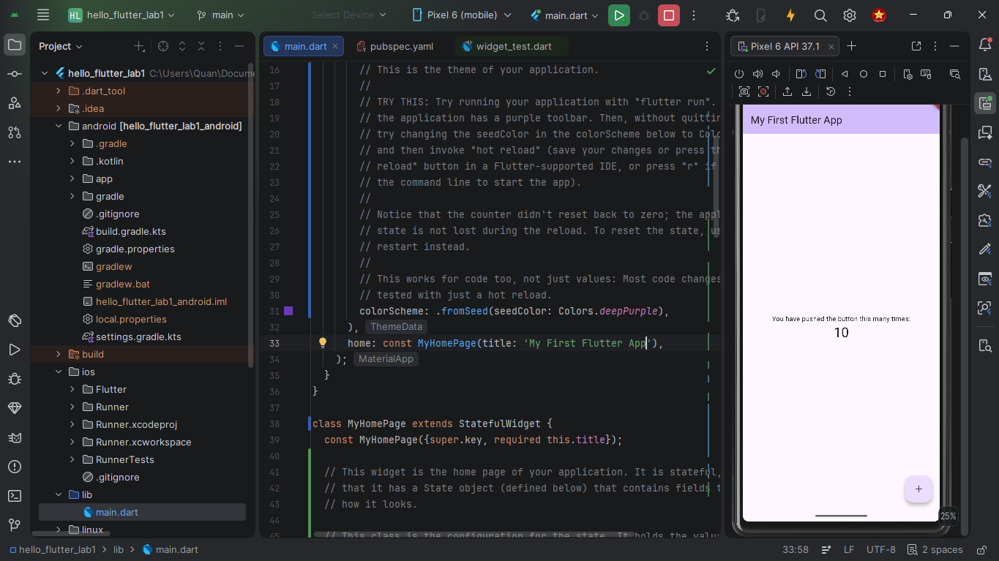 HL hello_flutter_lab1 main Select Device Pixel 6 (mobile) main.dart
Project
hello_flutter_lab1 C:\Users\Quan\Docume
.dart_tool
.idea
android [hello_flutter_lab1_android]
.gradle
.kotlin
app
gradle
.gitignore
build.gradle.kts
gradle.properties
gradlew
gradlew.bat
hello_flutter_lab1_android.iml
local.properties
settings.gradle.kts
build
ios
Flutter
Runner
Runner.xcodeproj
Runner.xcworkspace
RunnerTests
.gitignore
lib
main.dart
linux
main.dart pubspec.yaml widget_test.dart
16 // This is the theme of your application.
17 //
18 // TRY THIS: Try running your application with "flutter run".
19 // the application has a purple toolbar. Then, without quittin
20 // try changing the seedColor in the colorScheme below to Colo
21 // and then invoke "hot reload" (save your changes or press th
22 // reload" button in a Flutter-supported IDE, or press "r" if
23 // the command line to start the app).
24 //
25 // Notice that the counter didn't reset back to zero; the appl
26 // state is not lost during the reload. To reset the state, us
27 // restart instead.
28 //
29 // This works for code too, not just values: Most code changes
30 // tested with just a hot reload.
31 colorScheme: .fromSeed(seedColor: Colors.deepPurple),
32 ), ThemeData
33 home: const MyHomePage(title: 'My First Flutter App'),
34 ); MaterialApp
35 }
36 }
37
38 class MyHomePage extends StatefulWidget {
39 const MyHomePage({super.key, required this.title});
40
41 // This widget is the home page of your application. It is stateful,
42 // that it has a State object (defined below) that contains fields t
43 // how it looks.
44
45 // This class is the configuration for the state. It holds the valu
Pixel 6 API 37.1
My First Flutter App
You have pushed the button this many times:
10
+
25%
hello_flutter_lab1 > lib > main.dart 33:58 LF UTF-8 2 spaces